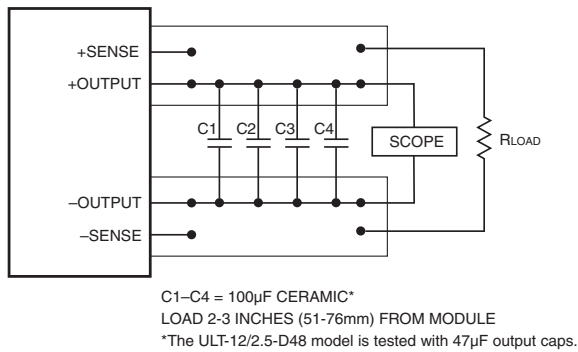 +SENSE
+OUTPUT
C1 C2 C3 C4
SCOPE
RLOAD
–OUTPUT
–SENSE
C1–C4 = 100µF CERAMIC*
LOAD 2-3 INCHES (51-76mm) FROM MODULE
*The ULT-12/2.5-D48 model is tested with 47µF output caps.